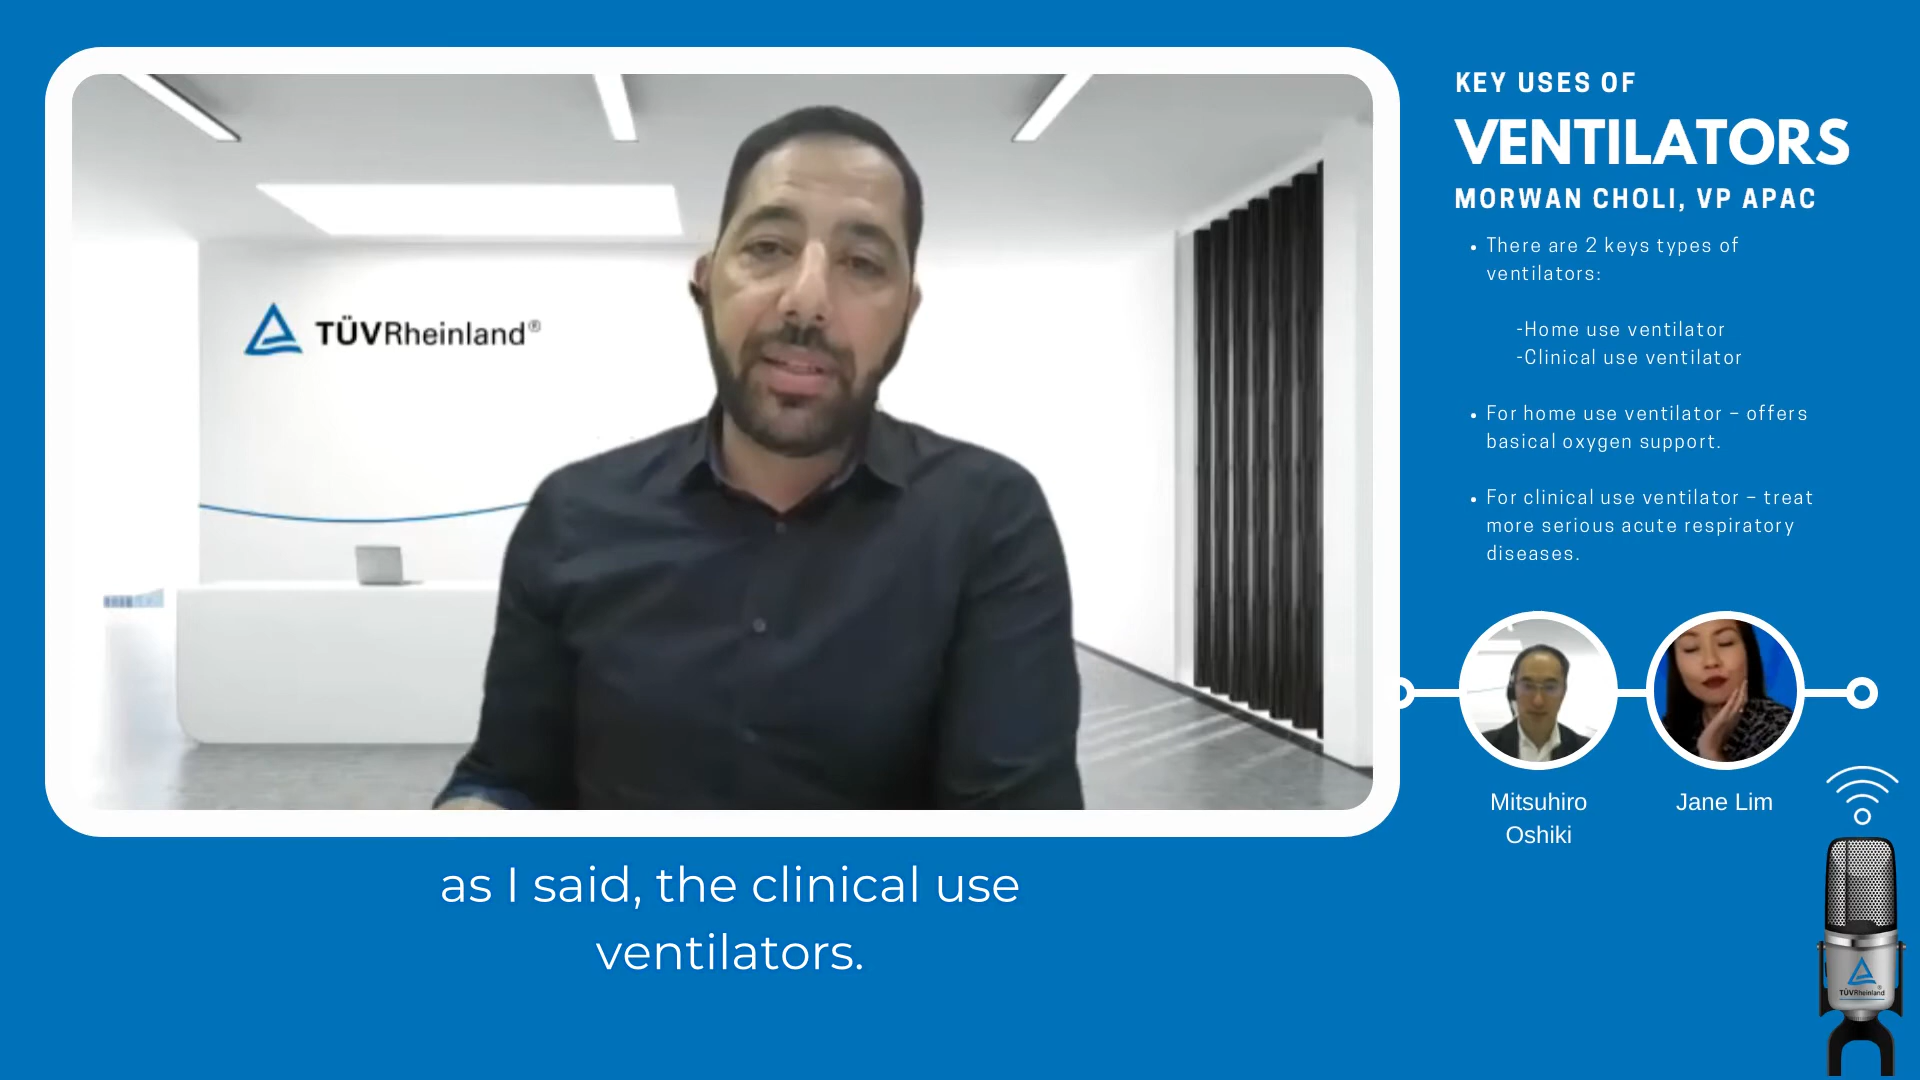 KEY USES OF
VENTILATORS
MORWAN CHOLI, VP APAC
• There are 2 keys types of
ventilators:
-Home use ventilator
-Clinical use ventilator
• For home use ventilator – offers
basical oxygen support.
• For clinical use ventilator – treat
more serious acute respiratory
diseases.
TÜVRheinland®
Mitsuhiro
Oshiki
Jane Lim
as I said, the clinical use
ventilators.
TÜVRheinland®